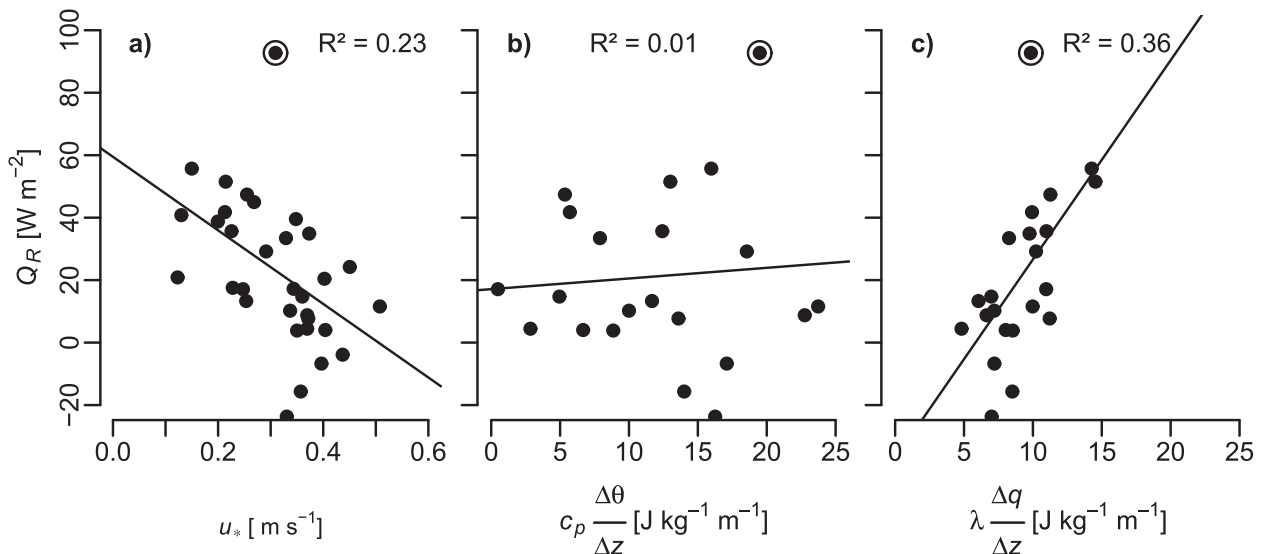 a) R² = 0.23
b) R² = 0.01
c) R² = 0.36
Q_R [W m⁻²]
100
80
60
40
20
0
−20
0.0 0.2 0.4 0.6
0 5 10 15 20 25
0 5 10 15 20 25
u* [ m s⁻¹]
c_p Δθ/Δz [J kg⁻¹ m⁻¹]
λ Δq/Δz [J kg⁻¹ m⁻¹]